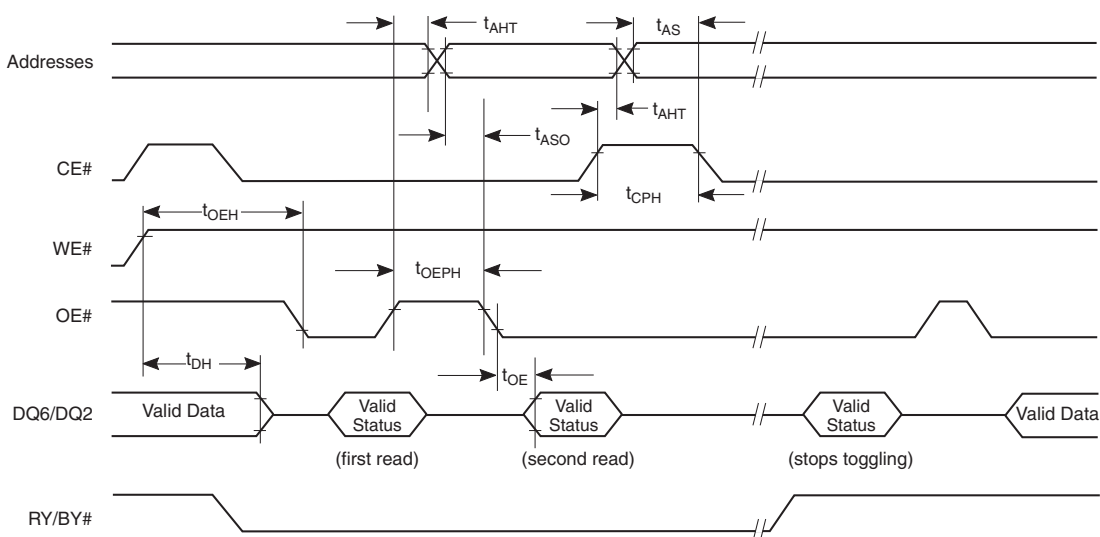 tAHT
tAS
Addresses
tAHT
tASO
CE#
tCPH
tOEH
WE#
tOEPH
OE#
tDH
tOE
DQ6/DQ2
Valid Data
Valid
Status
Valid
Status
Valid
Status
Valid Data
(first read)
(second read)
(stops toggling)
RY/BY#